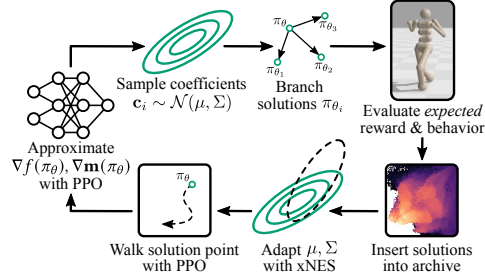 Sample coefficients
c_i ∼ N(μ, Σ)
π_θ
π_θ₁
π_θ₂
π_θ₃
Branch
solutions π_θᵢ
Evaluate expected
reward & behavior
Approximate
∇f(π_θ), ∇m(π_θ)
with PPO
π_θ
Walk solution point
with PPO
Adapt μ, Σ
with xNES
Insert solutions
into archive